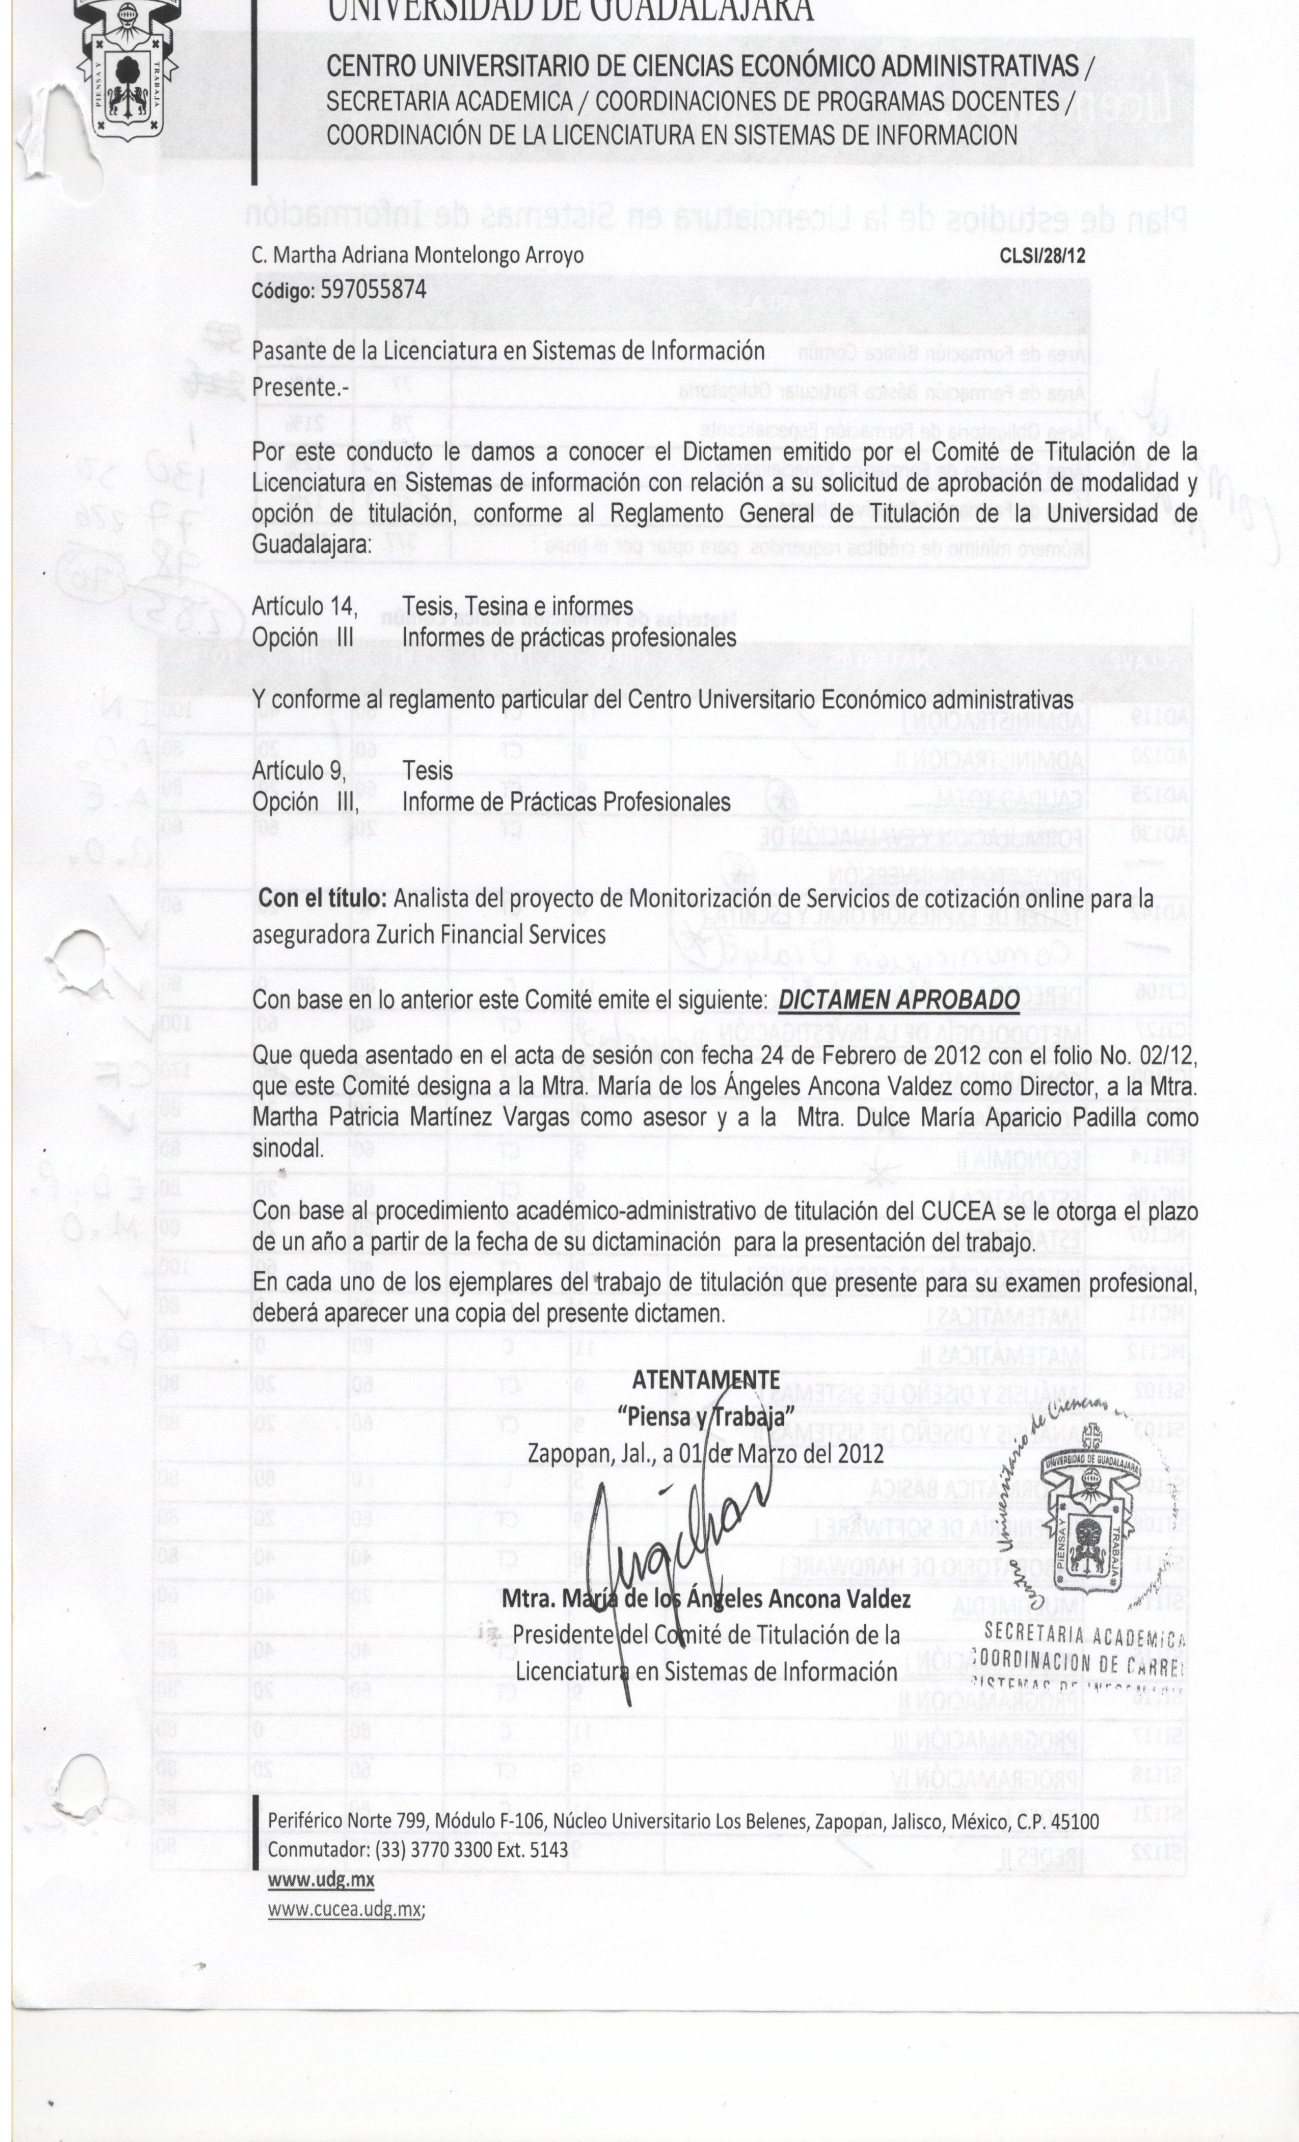 UNIVERSIDAD DE GUADALAJARA
CENTRO UNIVERSITARIO DE CIENCIAS ECONÓMICO ADMINISTRATIVAS /
SECRETARIA ACADEMICA / COORDINACIONES DE PROGRAMAS DOCENTES /
COORDINACIÓN DE LA LICENCIATURA EN SISTEMAS DE INFORMACION
PIENSA Y TRABAJA
C. Martha Adriana Montelongo Arroyo CLSI/28/12
Código: 597055874
Pasante de la Licenciatura en Sistemas de Información
Presente.-
Por este conducto le damos a conocer el Dictamen emitido por el Comité de Titulación de la
Licenciatura en Sistemas de información con relación a su solicitud de aprobación de modalidad y
opción de titulación, conforme al Reglamento General de Titulación de la Universidad de
Guadalajara:
Artículo 14, Tesis, Tesina e informes
Opción III Informes de prácticas profesionales
Y conforme al reglamento particular del Centro Universitario Económico administrativas
Artículo 9, Tesis
Opción III, Informe de Prácticas Profesionales
Con el título: Analista del proyecto de Monitorización de Servicios de cotización online para la
aseguradora Zurich Financial Services
Con base en lo anterior este Comité emite el siguiente: DICTAMEN APROBADO
Que queda asentado en el acta de sesión con fecha 24 de Febrero de 2012 con el folio No. 02/12,
que este Comité designa a la Mtra. María de los Ángeles Ancona Valdez como Director, a la Mtra.
Martha Patricia Martínez Vargas como asesor y a la Mtra. Dulce María Aparicio Padilla como
sinodal.
Con base al procedimiento académico-administrativo de titulación del CUCEA se le otorga el plazo
de un año a partir de la fecha de su dictaminación para la presentación del trabajo.
En cada uno de los ejemplares del trabajo de titulación que presente para su examen profesional,
deberá aparecer una copia del presente dictamen.
ATENTAMENTE
“Piensa y Trabaja”
Zapopan, Jal., a 01 de Marzo del 2012
Mtra. María de los Ángeles Ancona Valdez
Presidente del Comité de Titulación de la
Licenciatura en Sistemas de Información
Centro Universitario de Ciencias
UNIVERSIDAD DE GUADALAJARA
PIENSA Y TRABAJA
SECRETARIA ACADEMICA
COORDINACION DE CARRE
SISTEMAS DE
Periférico Norte 799, Módulo F-106, Núcleo Universitario Los Belenes, Zapopan, Jalisco, México, C.P. 45100
Conmutador: (33) 3770 3300 Ext. 5143
www.udg.mx
www.cucea.udg.mx;